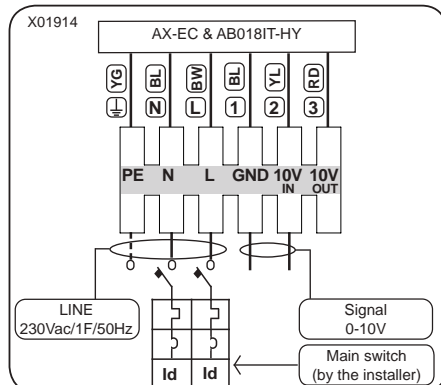 X01914
AX-EC & AB018IT-HY
YG BL BW BL YL RD
N L 1 2 3
PE N L GND 10V 10V
IN OUT
LINE
230Vac/1F/50Hz
Signal
0-10V
Main switch
(by the installer)
Id Id